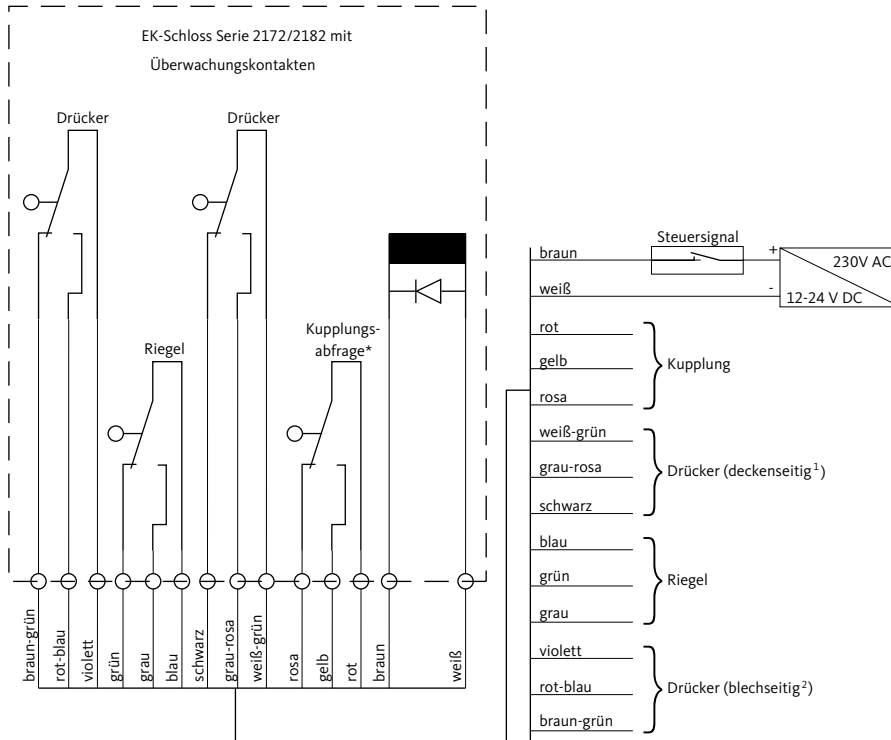 EK-Schloss Serie 2172/2182 mit
Überwachungskontakten
Drücker
Drücker
Riegel
Kupplungs-
abfrage*
braun-grün
rot-blau
violett
grün
grau
blau
schwarz
grau-rosa
weiß-grün
rosa
gelb
rot
braun
weiß
Steuersignal
braun
+
230V AC
weiß
-
12-24 V DC
rot
gelb
Kupplung
rosa
weiß-grün
grau-rosa
Drücker (deckenseitig¹)
schwarz
blau
grün
Riegel
grau
violett
rot-blau
Drücker (blechseitig²)
braun-grün